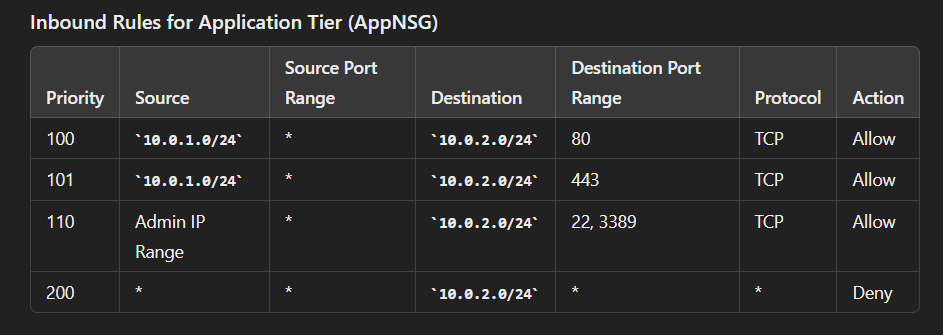 Inbound Rules for Application Tier (AppNSG)
Priority Source Source Port Range Destination Destination Port Range Protocol Action
100 `10.0.1.0/24` * `10.0.2.0/24` 80 TCP Allow
101 `10.0.1.0/24` * `10.0.2.0/24` 443 TCP Allow
110 Admin IP Range * `10.0.2.0/24` 22, 3389 TCP Allow
200 * * `10.0.2.0/24` * * Deny